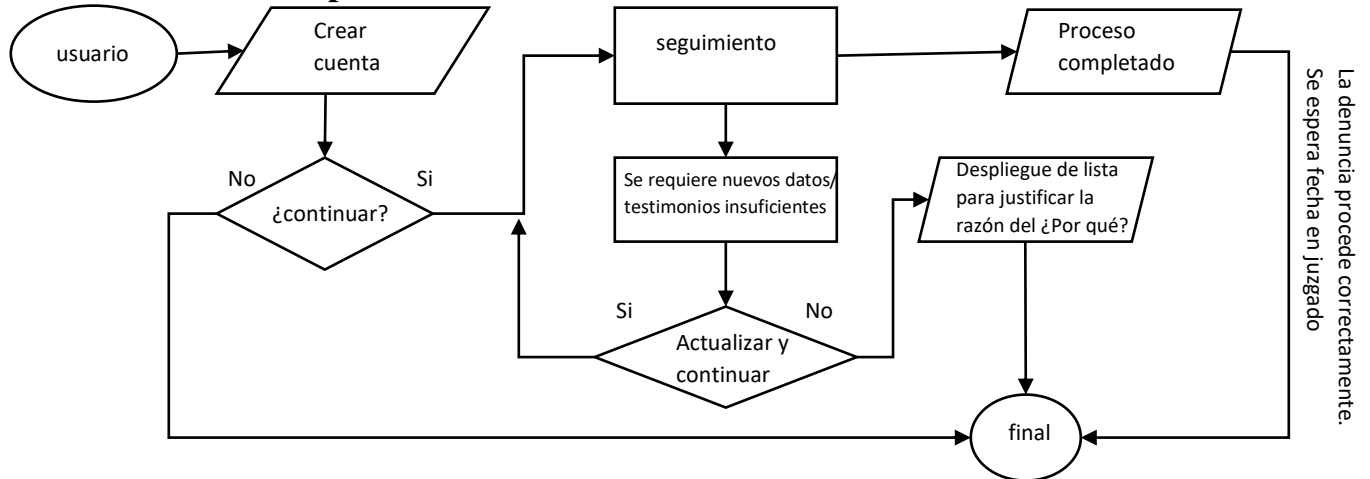 usuario
Crear
cuenta
seguimiento
Proceso
completado
No
Si
¿continuar?
Se requiere nuevos datos/
testimonios insuficientes
Despliegue de lista
para justificar la
razón del ¿Por qué?
Si
No
Actualizar y
continuar
final
La denuncia procede correctamente.
Se espera fecha en juzgado